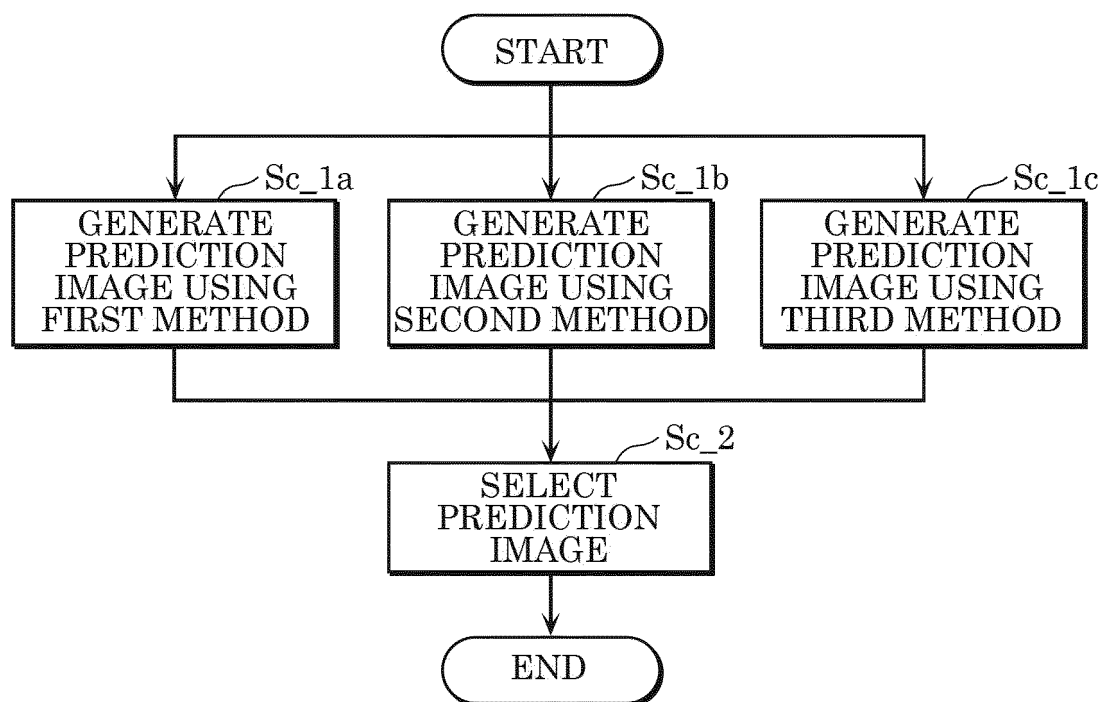 START
Sc_1a
GENERATE
PREDICTION
IMAGE USING
FIRST METHOD
Sc_1b
GENERATE
PREDICTION
IMAGE USING
SECOND METHOD
Sc_1c
GENERATE
PREDICTION
IMAGE USING
THIRD METHOD
Sc_2
SELECT
PREDICTION
IMAGE
END